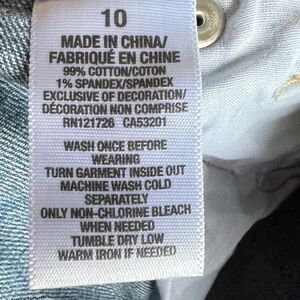 10
MADE IN CHINA/
FABRIQUÉ EN CHINE
99% COTTON/COTON
1% SPANDEX/SPANDEX
EXCLUSIVE OF DECORATION/
DÉCORATION NON COMPRISE
RN121726 CA53201
WASH ONCE BEFORE
WEARING
TURN GARMENT INSIDE OUT
MACHINE WASH COLD
SEPARATELY
ONLY NON-CHLORINE BLEACH
WHEN NEEDED
TUMBLE DRY LOW
WARM IRON IF NEEDED